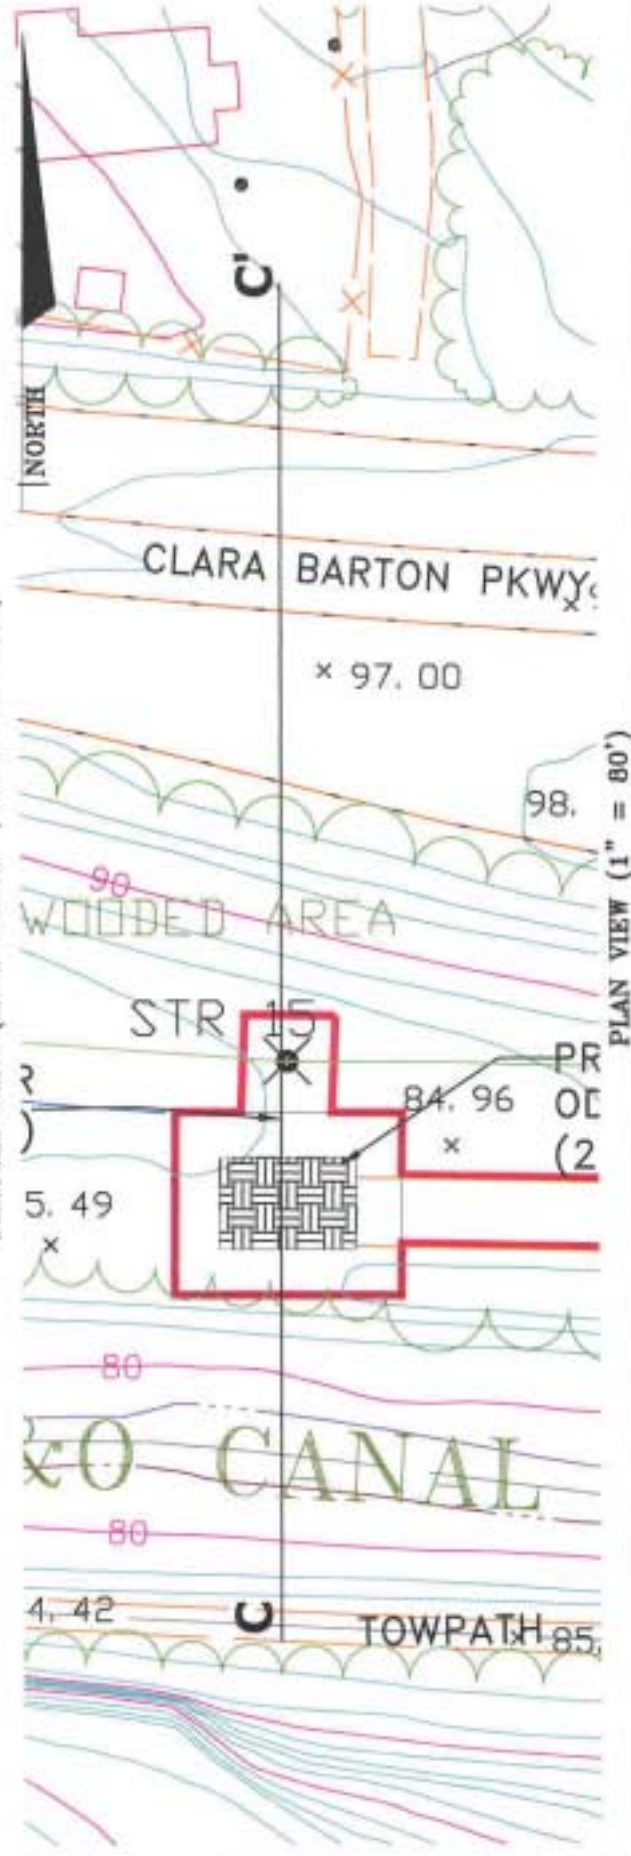 C'
NORTH
CLARA BARTON PKWY
× 97.00
98.
90
WOODED AREA
STR 15
PR
84.96 OD
R
)
(2
5.49
80
&O CANAL
80
4.42
C
TOWPATH 85.
PLAN VIEW (1" = 80')